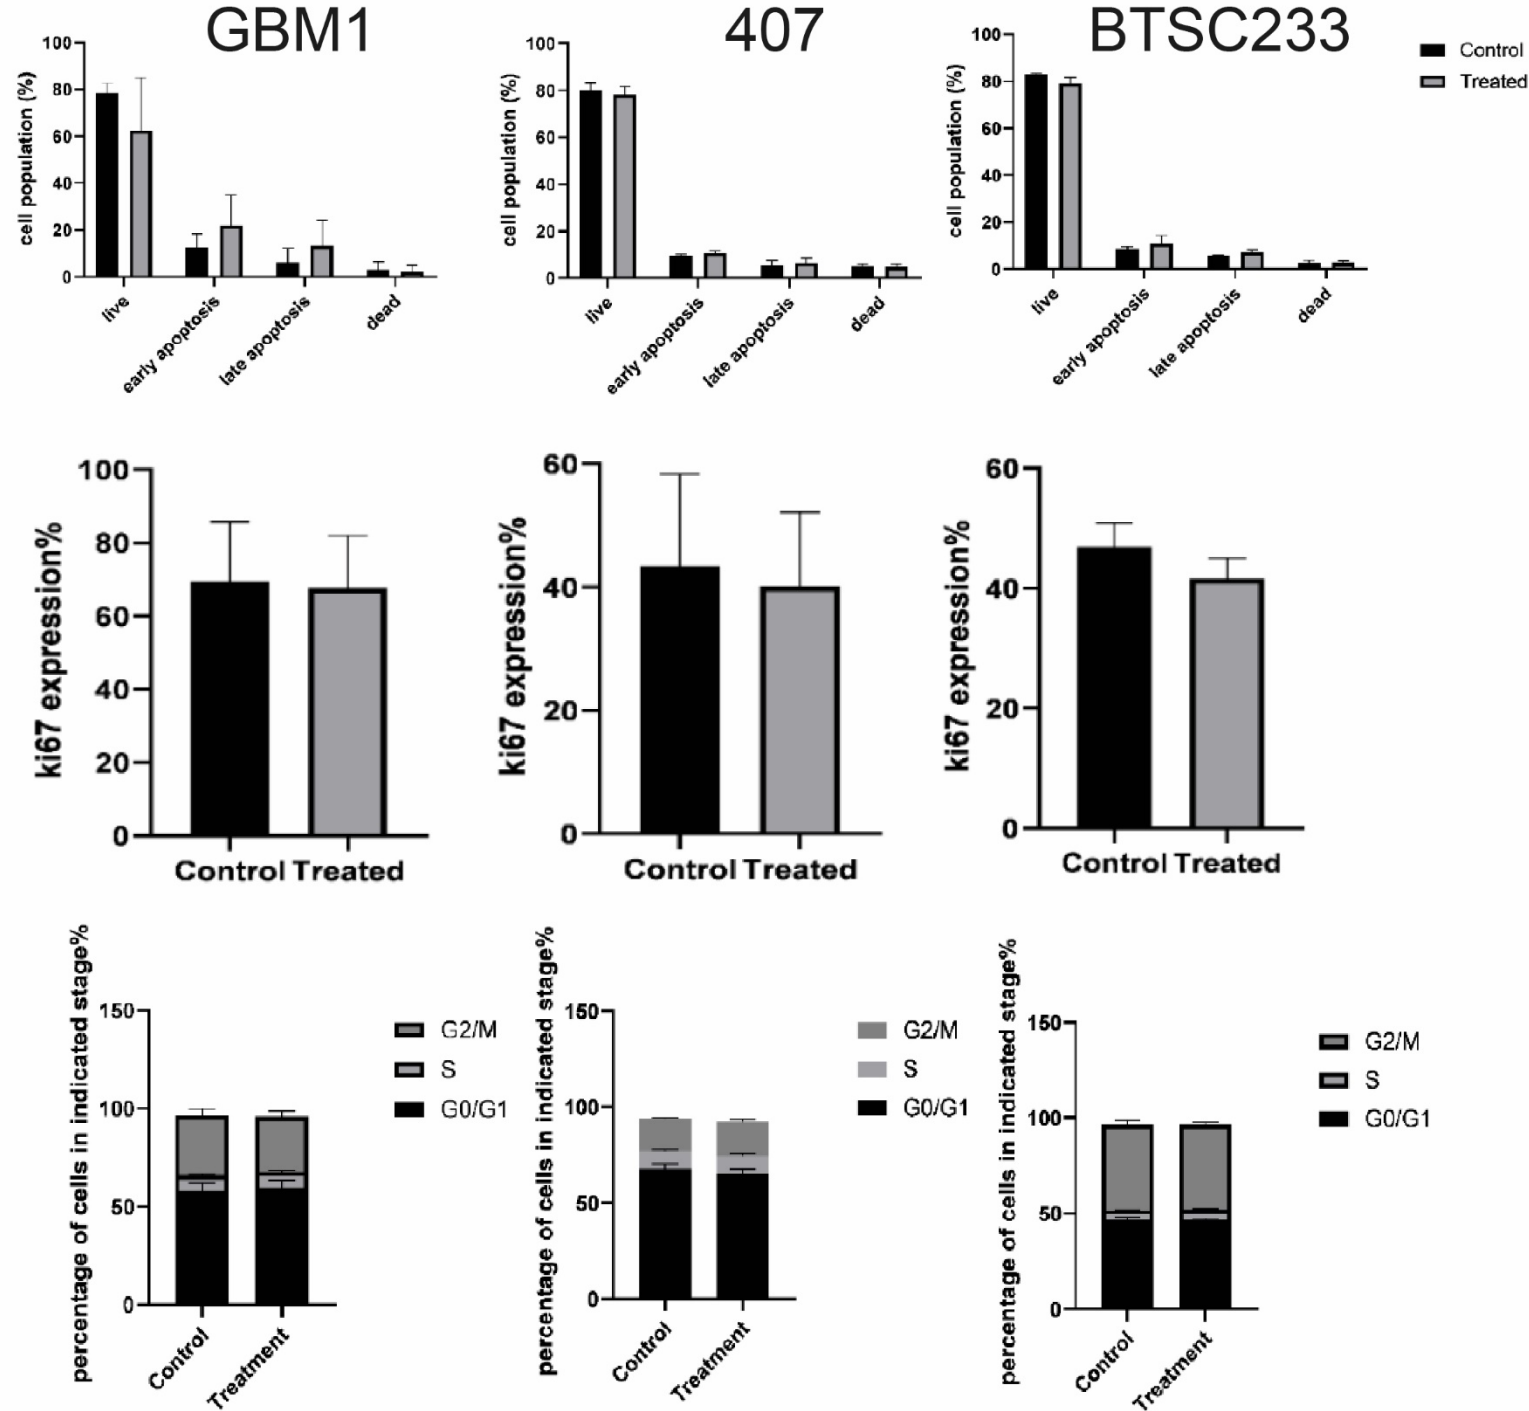 GBM1
407
BTSC233
Control
Treated
cell population (%)
100
80
60
40
20
0
live
early apoptosis
late apoptosis
dead
cell population (%)
100
80
60
40
20
0
live
early apoptosis
late apoptosis
dead
cell population (%)
100
80
60
40
20
0
live
early apoptosis
late apoptosis
dead
ki67 expression%
100
80
60
40
20
0
Control Treated
ki67 expression%
60
40
20
0
Control Treated
ki67 expression%
60
40
20
0
Control Treated
percentage of cells in indicated stage%
150
100
50
0
Control
Treatment
G2/M
S
G0/G1
percentage of cells in indicated stage%
150
100
50
0
Control
Treatment
G2/M
S
G0/G1
percentage of cells in indicated stage%
150
100
50
0
Control
Treatment
G2/M
S
G0/G1